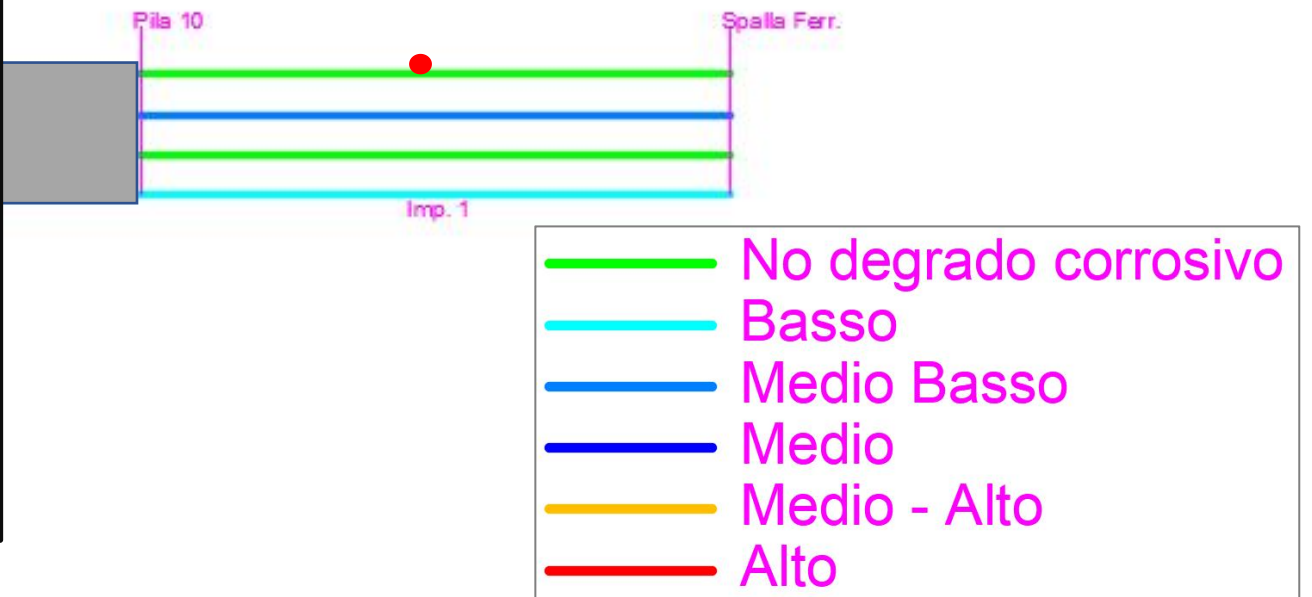 Pila 10
Spalla Ferr.
Imp. 1
No degrado corrosivo
Basso
Medio Basso
Medio
Medio - Alto
Alto